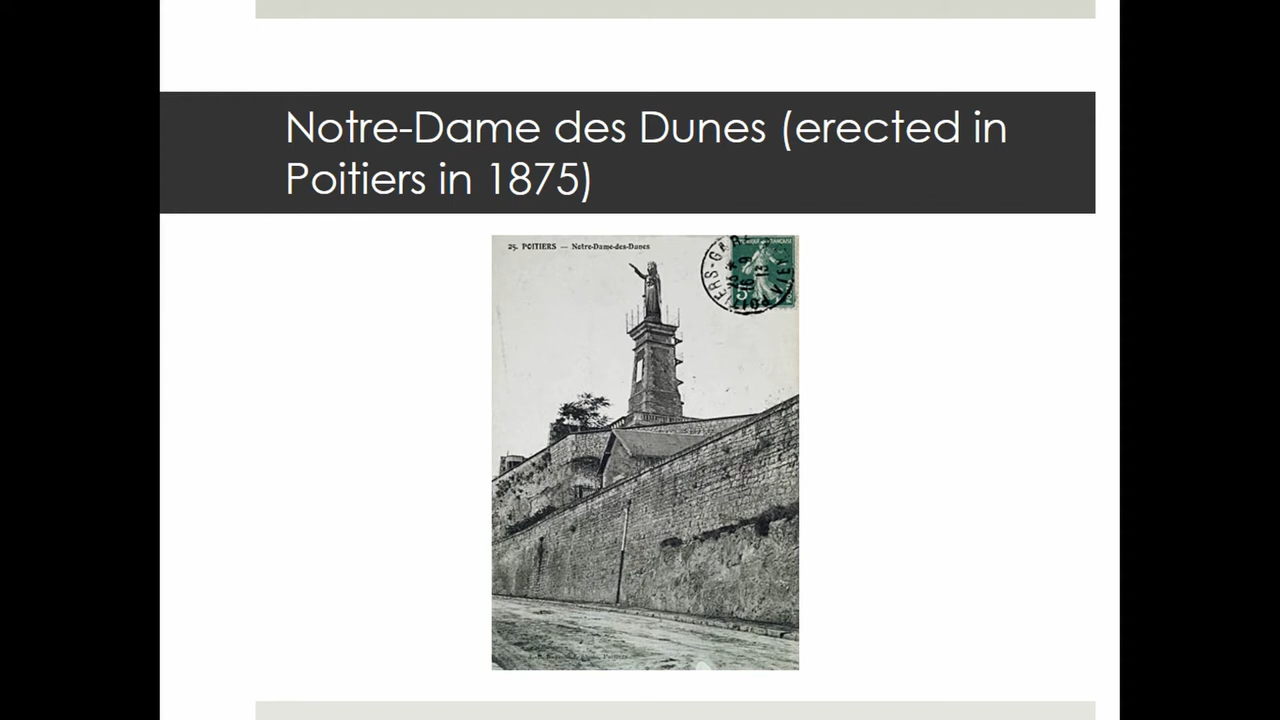 Notre-Dame des Dunes (erected in
Poitiers in 1875)
25. POITIERS — Notre-Dame-des-Dunes